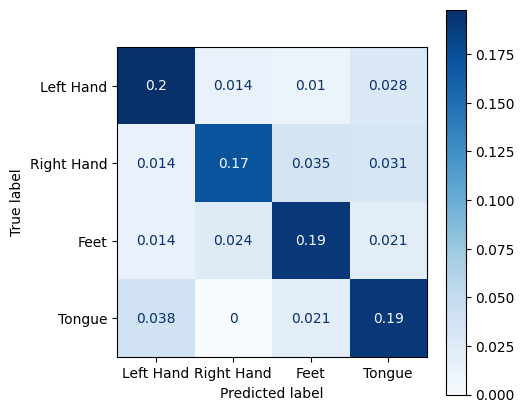 Left Hand 0.2 0.014 0.01 0.028
Right Hand 0.014 0.17 0.035 0.031
Feet 0.014 0.024 0.19 0.021
Tongue 0.038 0 0.021 0.19
Left Hand Right Hand Feet Tongue
Predicted label
True label
0.175
0.150
0.125
0.100
0.075
0.050
0.025
0.000